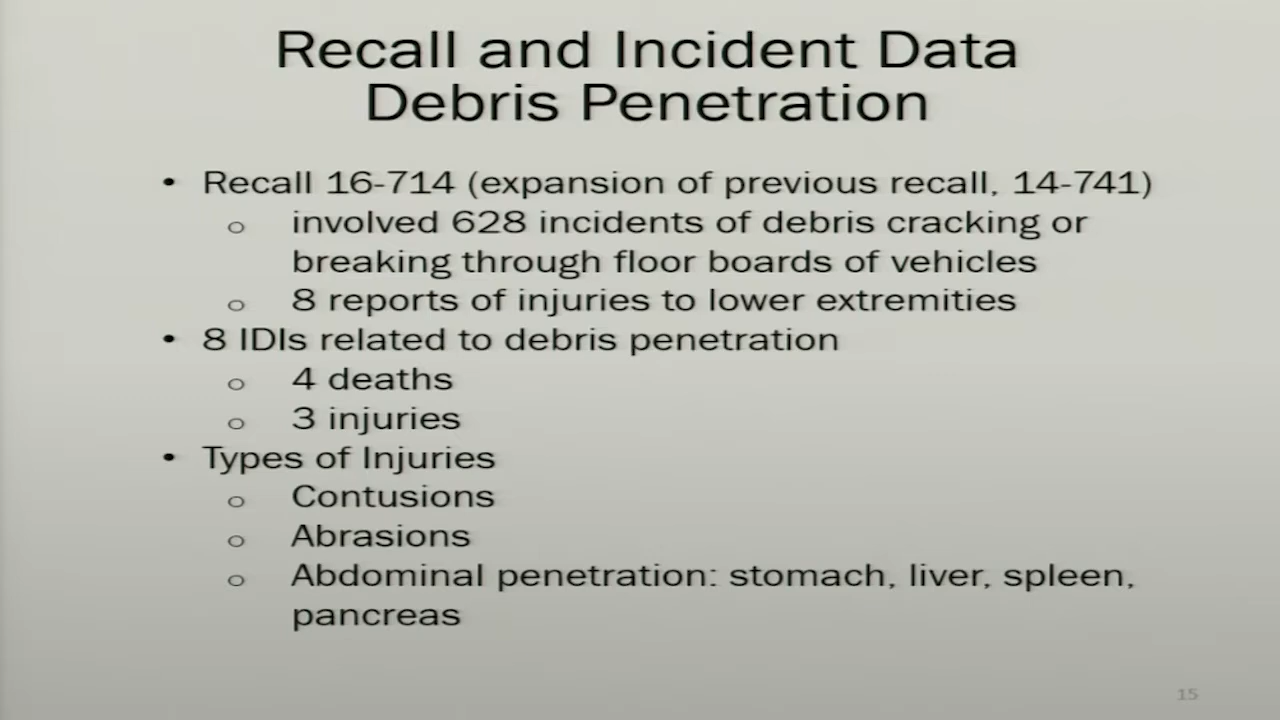 Recall and Incident Data
Debris Penetration
• Recall 16-714 (expansion of previous recall, 14-741)
o involved 628 incidents of debris cracking or
breaking through floor boards of vehicles
o 8 reports of injuries to lower extremities
• 8 IDIs related to debris penetration
o 4 deaths
o 3 injuries
• Types of Injuries
o Contusions
o Abrasions
o Abdominal penetration: stomach, liver, spleen,
pancreas
15